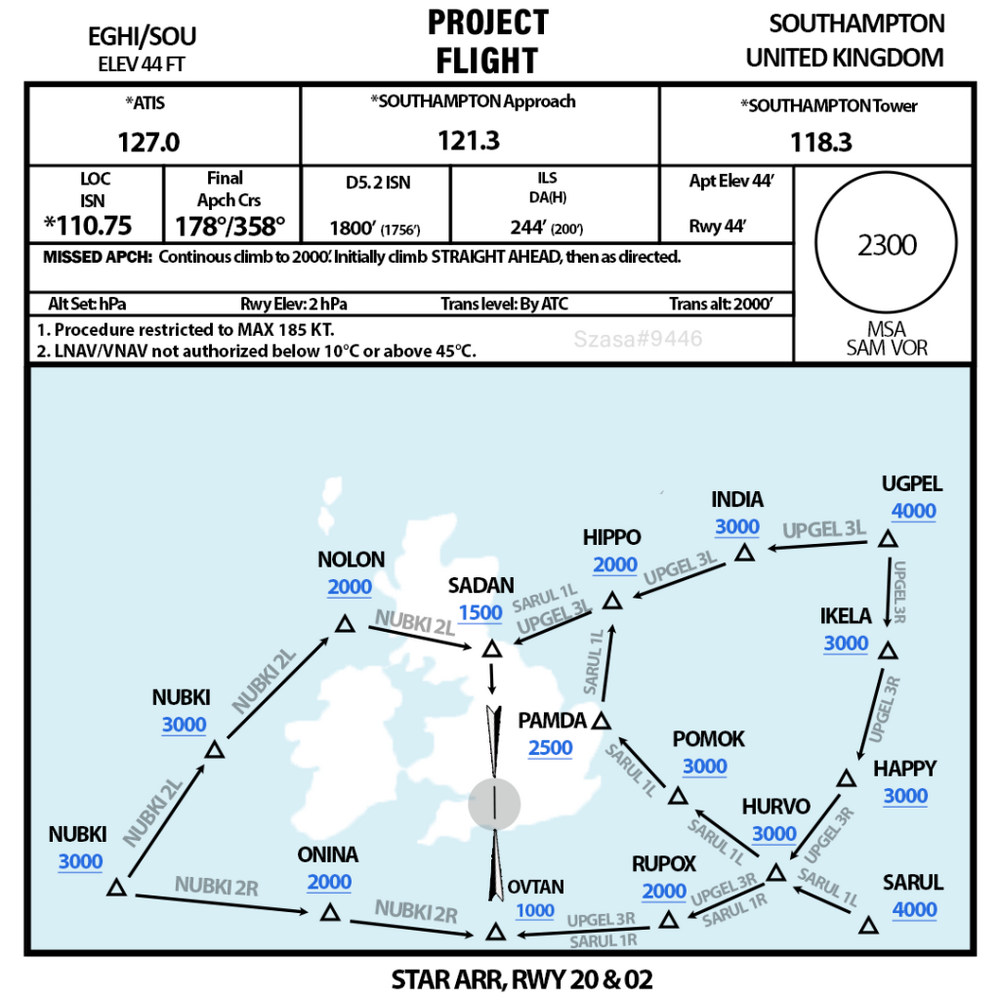 EGHI/SOU
ELEV 44 FT
PROJECT
FLIGHT
SOUTHAMPTON
UNITED KINGDOM
*ATIS
127.0
*SOUTHAMPTON Approach
121.3
*SOUTHAMPTON Tower
118.3
LOC
ISN
*110.75
Final
Apch Crs
178°/358°
D5.2 ISN
1800' (1756')
ILS
DA(H)
244' (200')
Apt Elev 44'
Rwy 44'
2300
MSA
SAM VOR
MISSED APCH: Continous climb to 2000'. Initially climb STRAIGHT AHEAD, then as directed.
Alt Set: hPa Rwy Elev: 2 hPa Trans level: By ATC Trans alt: 2000'
1. Procedure restricted to MAX 185 KT.
2. LNAV/VNAV not authorized below 10°C or above 45°C.
Szasa#9446
UGPEL
4000
INDIA
3000
UPGEL 3L
HIPPO
2000
UPGEL 3L
NOLON
2000
SADAN
1500
SARUL 1L
UPGEL 3L
NUBKI 2L
UPGEL 3R
IKELA
3000
SARUL 1L
NUBKI 2L
NUBKI
3000
PAMDA
2500
UPGEL 3R
POMOK
3000
SARUL 1L
HAPPY
3000
NUBKI 2L
HURVO
3000
UPGEL 3R
SARUL 1L
NUBKI
3000
ONINA
2000
RUPOX
2000
NUBKI 2R
OVTAN
1000
UPGEL 3R
SARUL 1R
SARUL 1L
SARUL
4000
NUBKI 2R
UPGEL 3R
SARUL 1R
STAR ARR, RWY 20 & 02